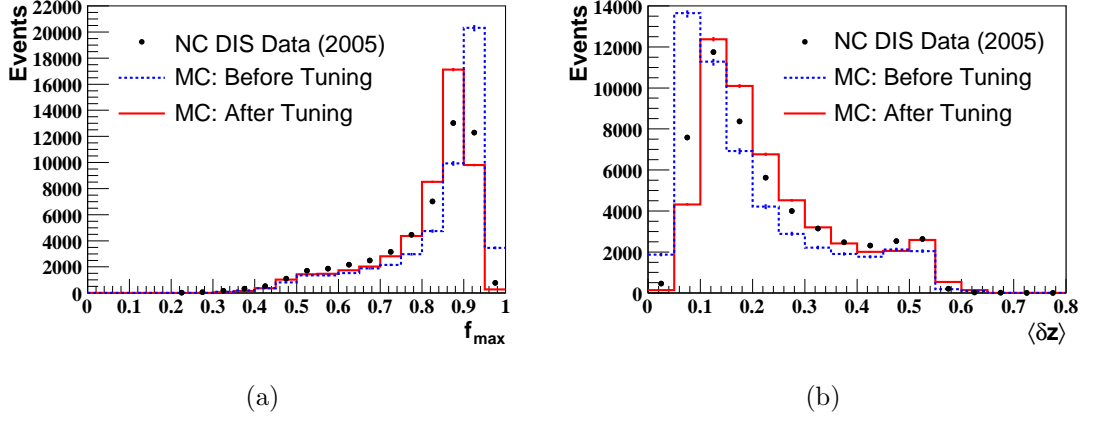 Events
22000
20000
18000
16000
14000
12000
10000
8000
6000
4000
2000
0
NC DIS Data (2005)
MC: Before Tuning
MC: After Tuning
0 0.1 0.2 0.3 0.4 0.5 0.6 0.7 0.8 0.9 1
f_max
(a)
Events
14000
12000
10000
8000
6000
4000
2000
0
NC DIS Data (2005)
MC: Before Tuning
MC: After Tuning
0 0.1 0.2 0.3 0.4 0.5 0.6 0.7 0.8
⟨δz⟩
(b)